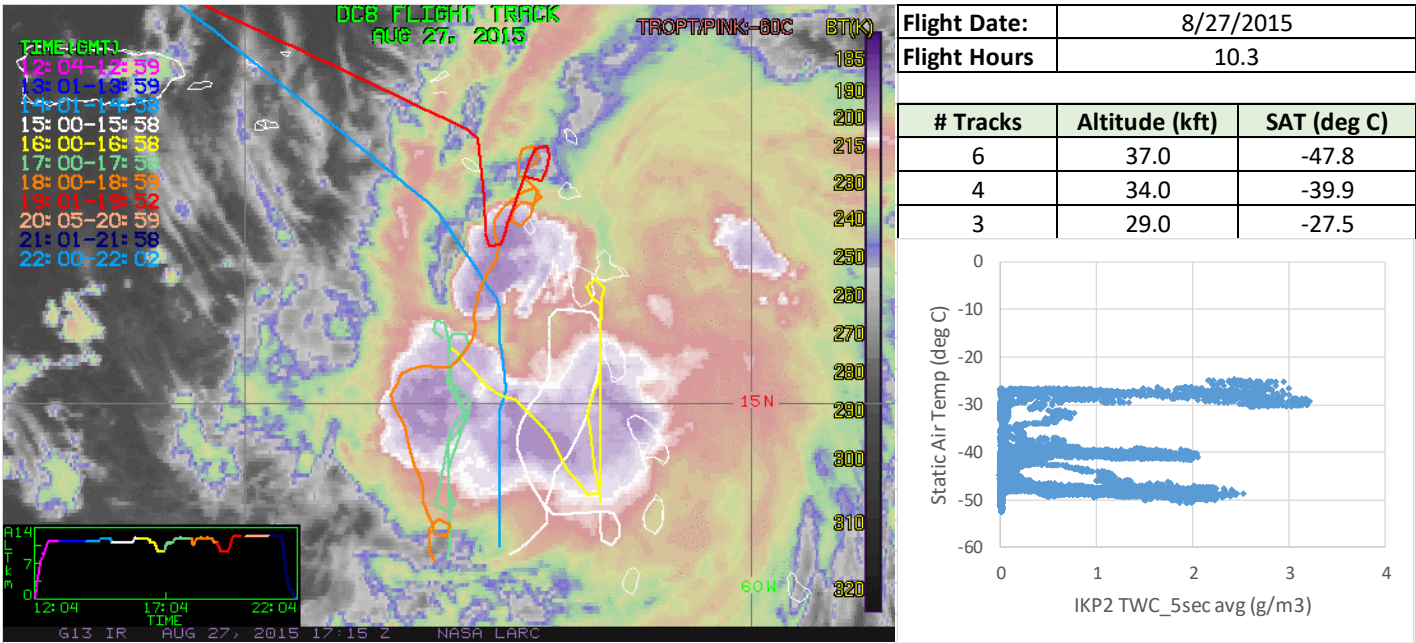 DC8 FLIGHT TRACK
AUG 27, 2015
TROPT/PINK:-60C
BT(K)
TIME(GMT)
12:04-12:59
13:01-13:59
14:01-14:58
15:00-15:58
16:00-16:58
17:00-17:58
18:00-18:59
19:01-19:52
20:05-20:59
21:01-21:58
22:00-22:02
185
190
200
215
230
240
250
260
270
280
290
300
310
320
15N
60W
ALT km
14
7
0
12:04 17:04 22:04
TIME
G13 IR AUG 27, 2015 17:15 Z NASA LARC
Flight Date: 8/27/2015
Flight Hours 10.3
# Tracks Altitude (kft) SAT (deg C)
6 37.0 -47.8
4 34.0 -39.9
3 29.0 -27.5
Static Air Temp (deg C)
0
-10
-20
-30
-40
-50
-60
0 1 2 3 4
IKP2 TWC_5sec avg (g/m3)